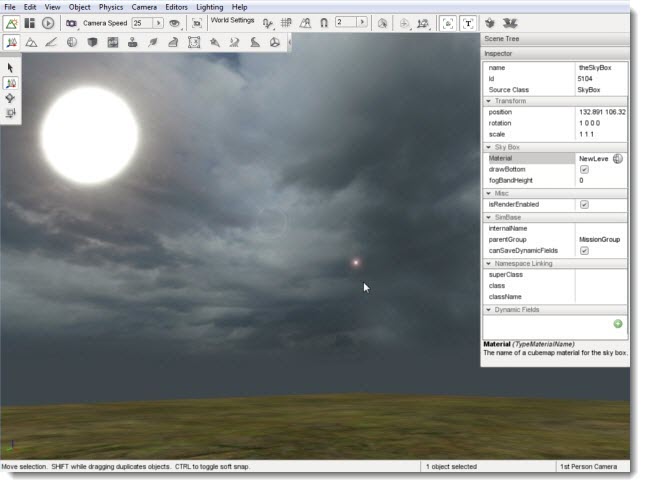 File Edit View Object Physics Camera Editors Lighting Help
Camera Speed 25 World Settings 2
T
Scene Tree
Inspector
name theSkyBox
Id 5104
Source Class SkyBox
Transform
position 132.891 106.32
rotation 1 0 0 0
scale 1 1 1
Sky Box
Material NewLeve
drawBottom
fogBandHeight 0
Misc
isRenderEnabled
SimBase
internalName
parentGroup MissionGroup
canSaveDynamicFields
Namespace Linking
superClass
class
className
Dynamic Fields
Material (TypeMaterialName)
The name of a cubemap material for the sky box.
Move selection. SHIFT while dragging duplicates objects. CTRL to toggle soft snap. 1 object selected 1st Person Camera